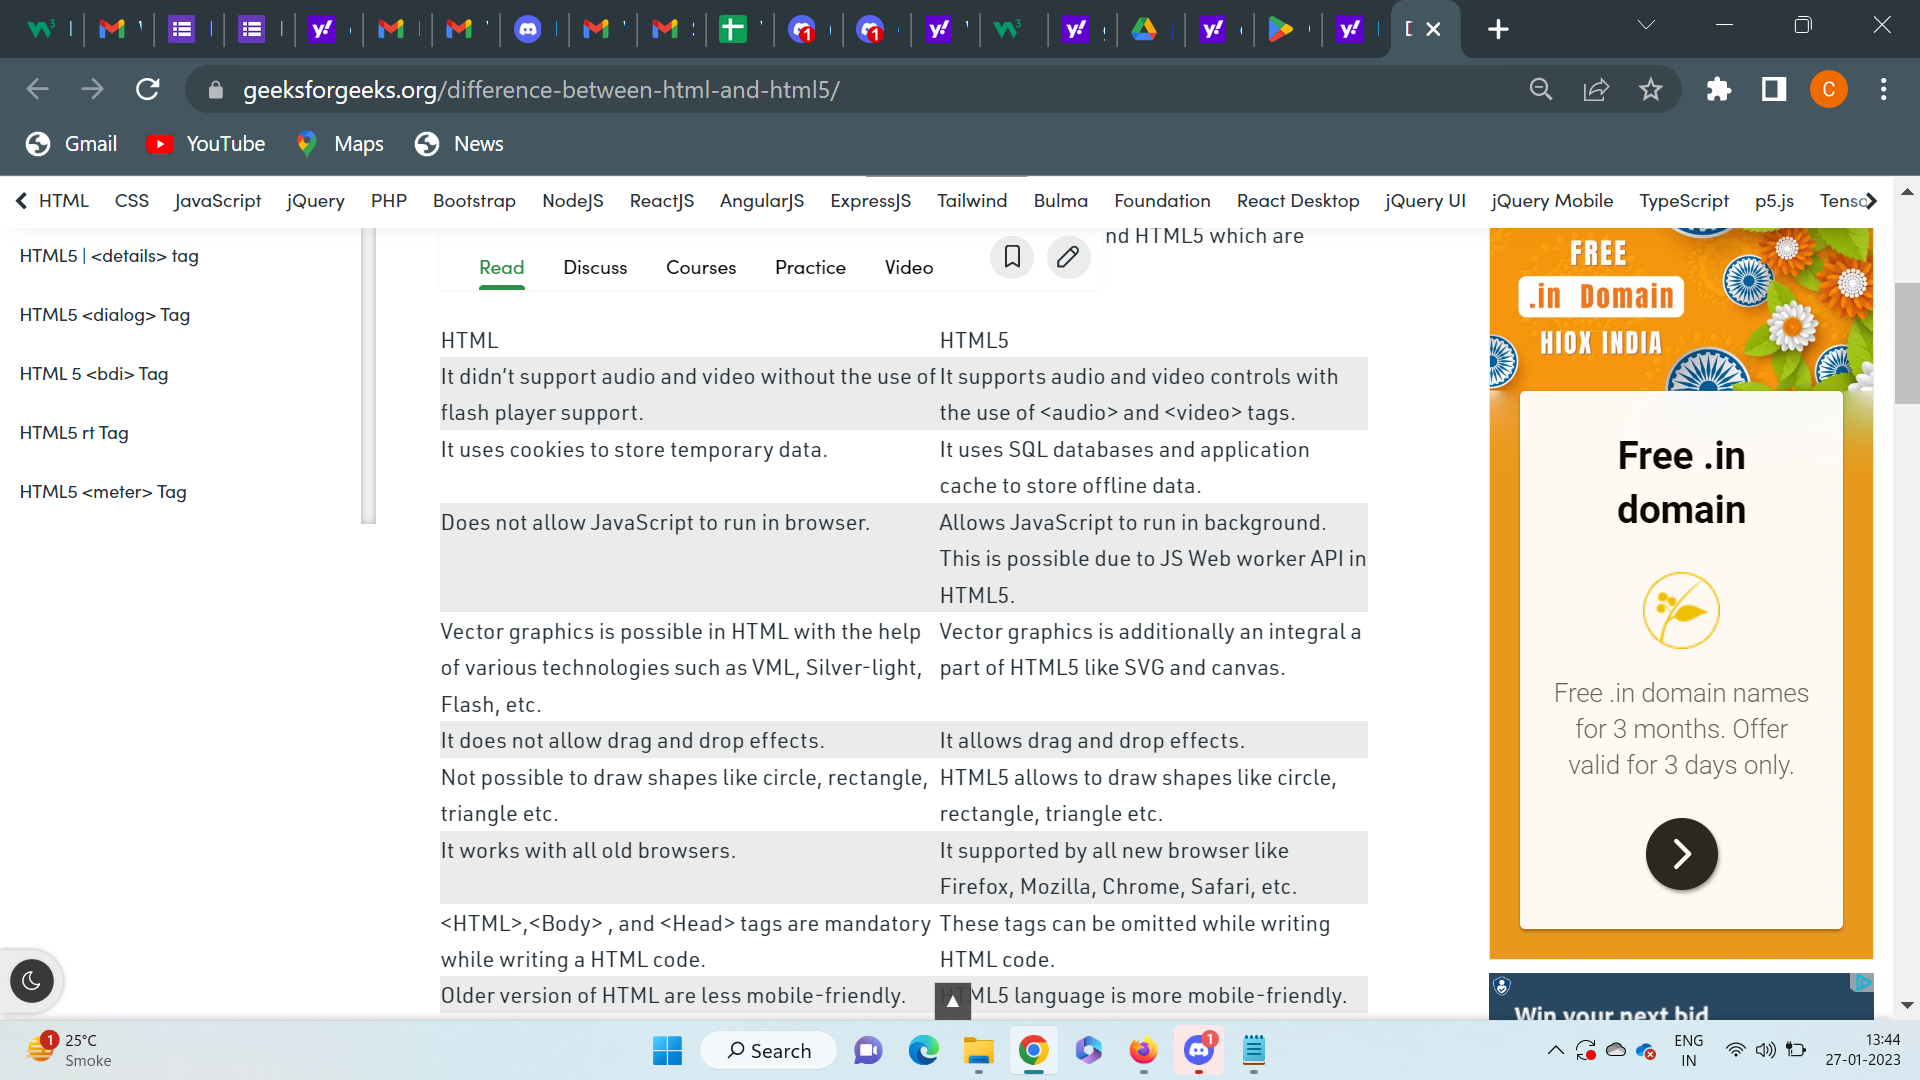 geeksforgeeks.org/difference-between-html-and-html5/
C
Gmail YouTube Maps News
HTML CSS JavaScript jQuery PHP Bootstrap NodeJS ReactJS AngularJS ExpressJS Tailwind Bulma Foundation React Desktop jQuery UI jQuery Mobile TypeScript p5.js
HTML5 | <details> tag
HTML5 <dialog> Tag
HTML 5 <bdi> Tag
HTML5 rt Tag
HTML5 <meter> Tag
nd HTML5 which are
Read Discuss Courses Practice Video
HTML HTML5
It didn’t support audio and video without the use of It supports audio and video controls with
flash player support. the use of <audio> and <video> tags.
It uses cookies to store temporary data. It uses SQL databases and application
cache to store offline data.
Does not allow JavaScript to run in browser. Allows JavaScript to run in background.
This is possible due to JS Web worker API in
HTML5.
Vector graphics is possible in HTML with the help Vector graphics is additionally an integral a
of various technologies such as VML, Silver-light, part of HTML5 like SVG and canvas.
Flash, etc.
It does not allow drag and drop effects. It allows drag and drop effects.
Not possible to draw shapes like circle, rectangle, HTML5 allows to draw shapes like circle,
triangle etc. rectangle, triangle etc.
It works with all old browsers. It supported by all new browser like
Firefox, Mozilla, Chrome, Safari, etc.
<HTML>,<Body> , and <Head> tags are mandatory These tags can be omitted while writing
while writing a HTML code. HTML code.
Older version of HTML are less mobile-friendly. HTML5 language is more mobile-friendly.
FREE
.in Domain
HIOX INDIA
Free .in
domain
Free .in domain names
for 3 months. Offer
valid for 3 days only.
Win your next bid
1
25°C
Smoke
Search
1
ENG
IN
13:44
27-01-2023